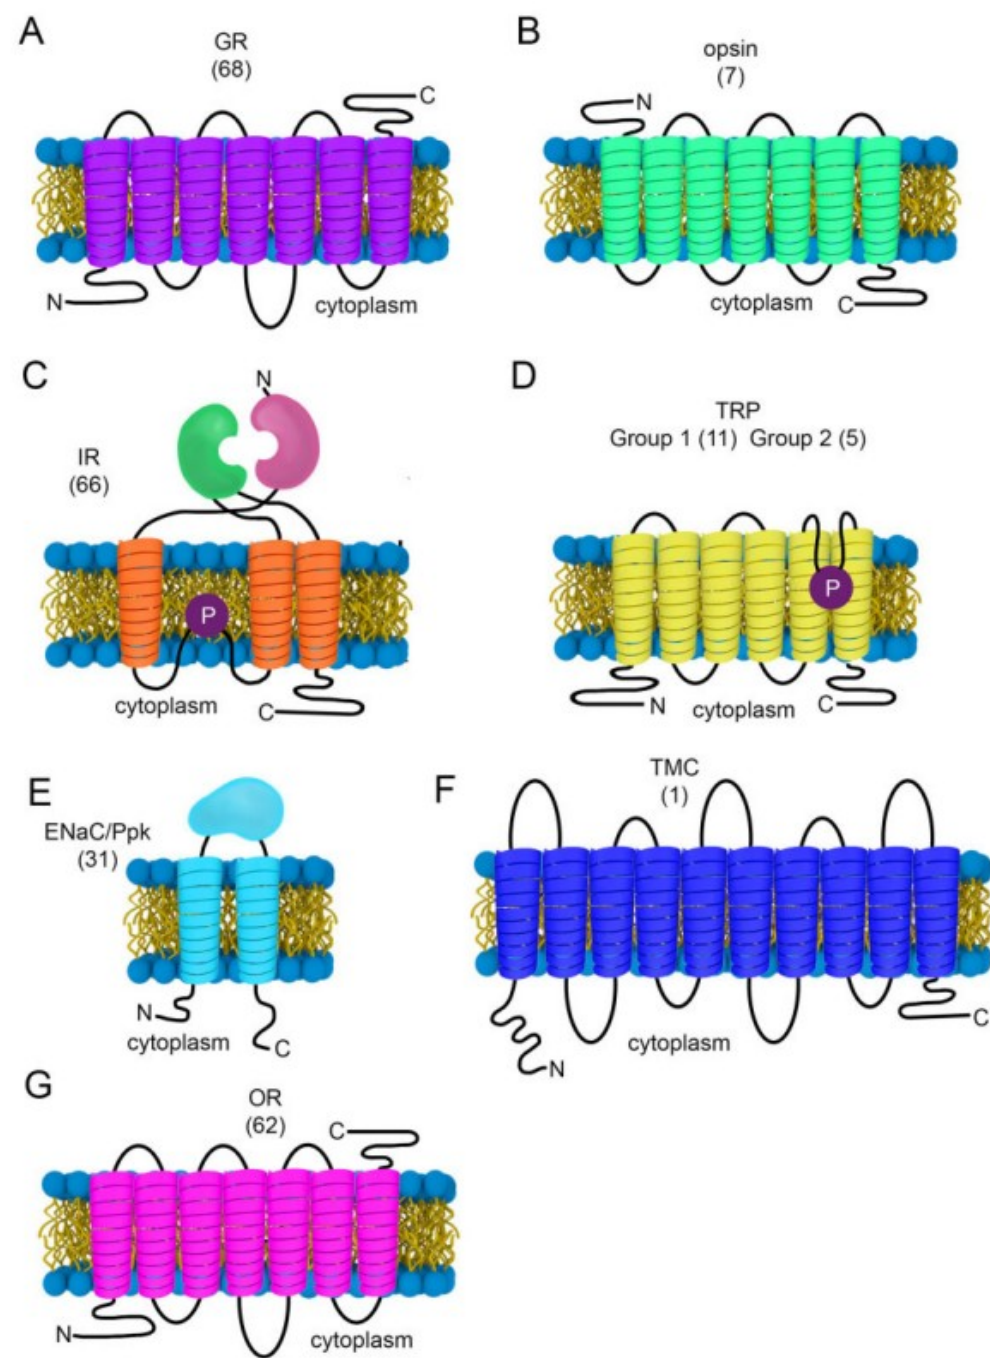 A
GR
(68)
C
N
cytoplasm
B
opsin
(7)
N
cytoplasm
C
C
N
IR
(66)
P
cytoplasm
C
D
TRP
Group 1 (11) Group 2 (5)
P
N
cytoplasm
C
E
ENaC/Ppk
(31)
N
cytoplasm
C
F
TMC
(1)
C
cytoplasm
N
G
OR
(62)
C
N
cytoplasm